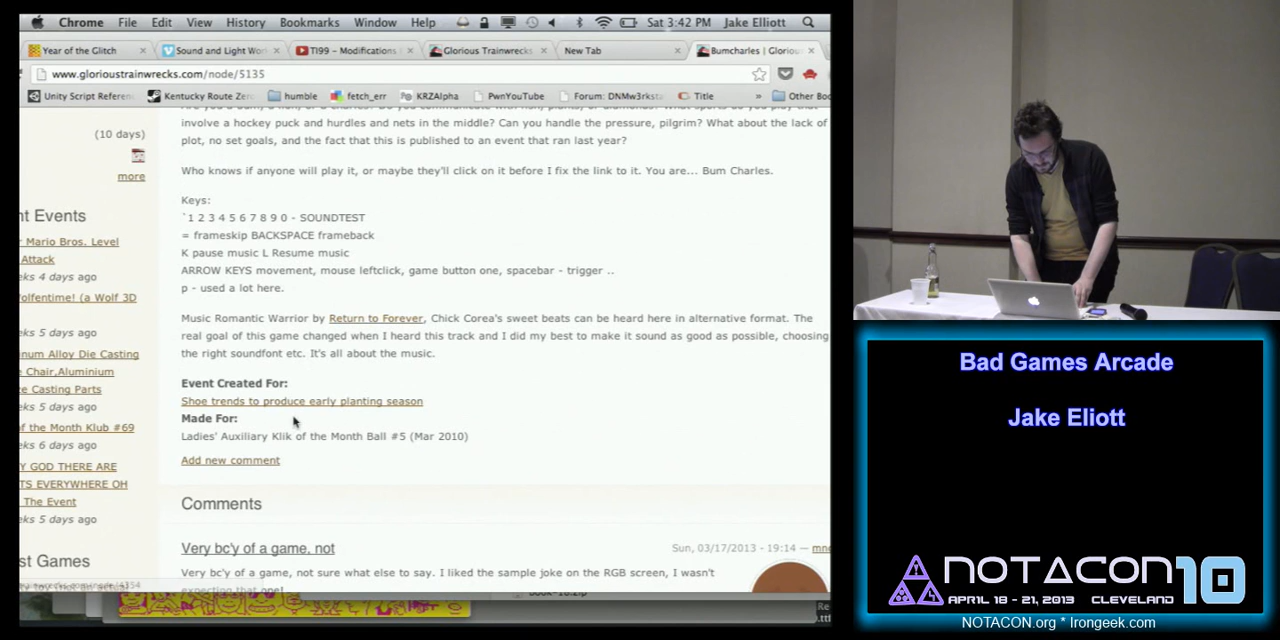 Chrome File Edit View History Bookmarks Window Help Sat 3:42 PM Jake Elliott
Year of the Glitch Sound and Light Wor TI99 – Modifications Glorious Trainwrecks New Tab Bumcharles | Gloriou
www.glorioustrainwrecks.com/node/5135
Unity Script Referen Kentucky Route Zero humble fetch_err KRZAlpha PwnYouTube Forum: DNMw3rkst Title » Other Boo
involve a hockey puck and hurdles and nets in the middle? Can you handle the pressure, pilgrim? What about the lack of
plot, no set goals, and the fact that this is published to an event that ran last year?
Who knows if anyone will play it, or maybe they'll click on it before I fix the link to it. You are... Bum Charles.
Keys:
`1 2 3 4 5 6 7 8 9 0 - SOUNDTEST
= frameskip BACKSPACE frameback
K pause music L Resume music
ARROW KEYS movement, mouse leftclick, game button one, spacebar - trigger ..
p - used a lot here.
Music Romantic Warrior by Return to Forever, Chick Corea's sweet beats can be heard here in alternative format. The
real goal of this game changed when I heard this track and I did my best to make it sound as good as possible, choosing
the right soundfont etc. It's all about the music.
Event Created For:
Shoe trends to produce early planting season
Made For:
Ladies' Auxiliary Klik of the Month Ball #5 (Mar 2010)
Add new comment
Comments
Very bc'y of a game, not
Sun, 03/17/2013 - 19:14 —
Very bc'y of a game, not sure what else to say. I liked the sample joke on the RGB screen, I wasn't
expecting that one!
(10 days)
more
nt Events
r Mario Bros. Level
Attack
eks 4 days ago
olfentime! (a Wolf 3D
ks 5 days ago
num Alloy Die Casting
e Chair,Aluminium
e Casting Parts
eks 5 days ago
of the Month Klub #69
eks 6 days ago
Y GOD THERE ARE
TS EVERYWHERE OH
The Event
eks 5 days ago
st Games
Bad Games Arcade
Jake Eliott
NOTACON 10
APRIL 18 - 21, 2013 CLEVELAND
NOTACON.org * Irongeek.com